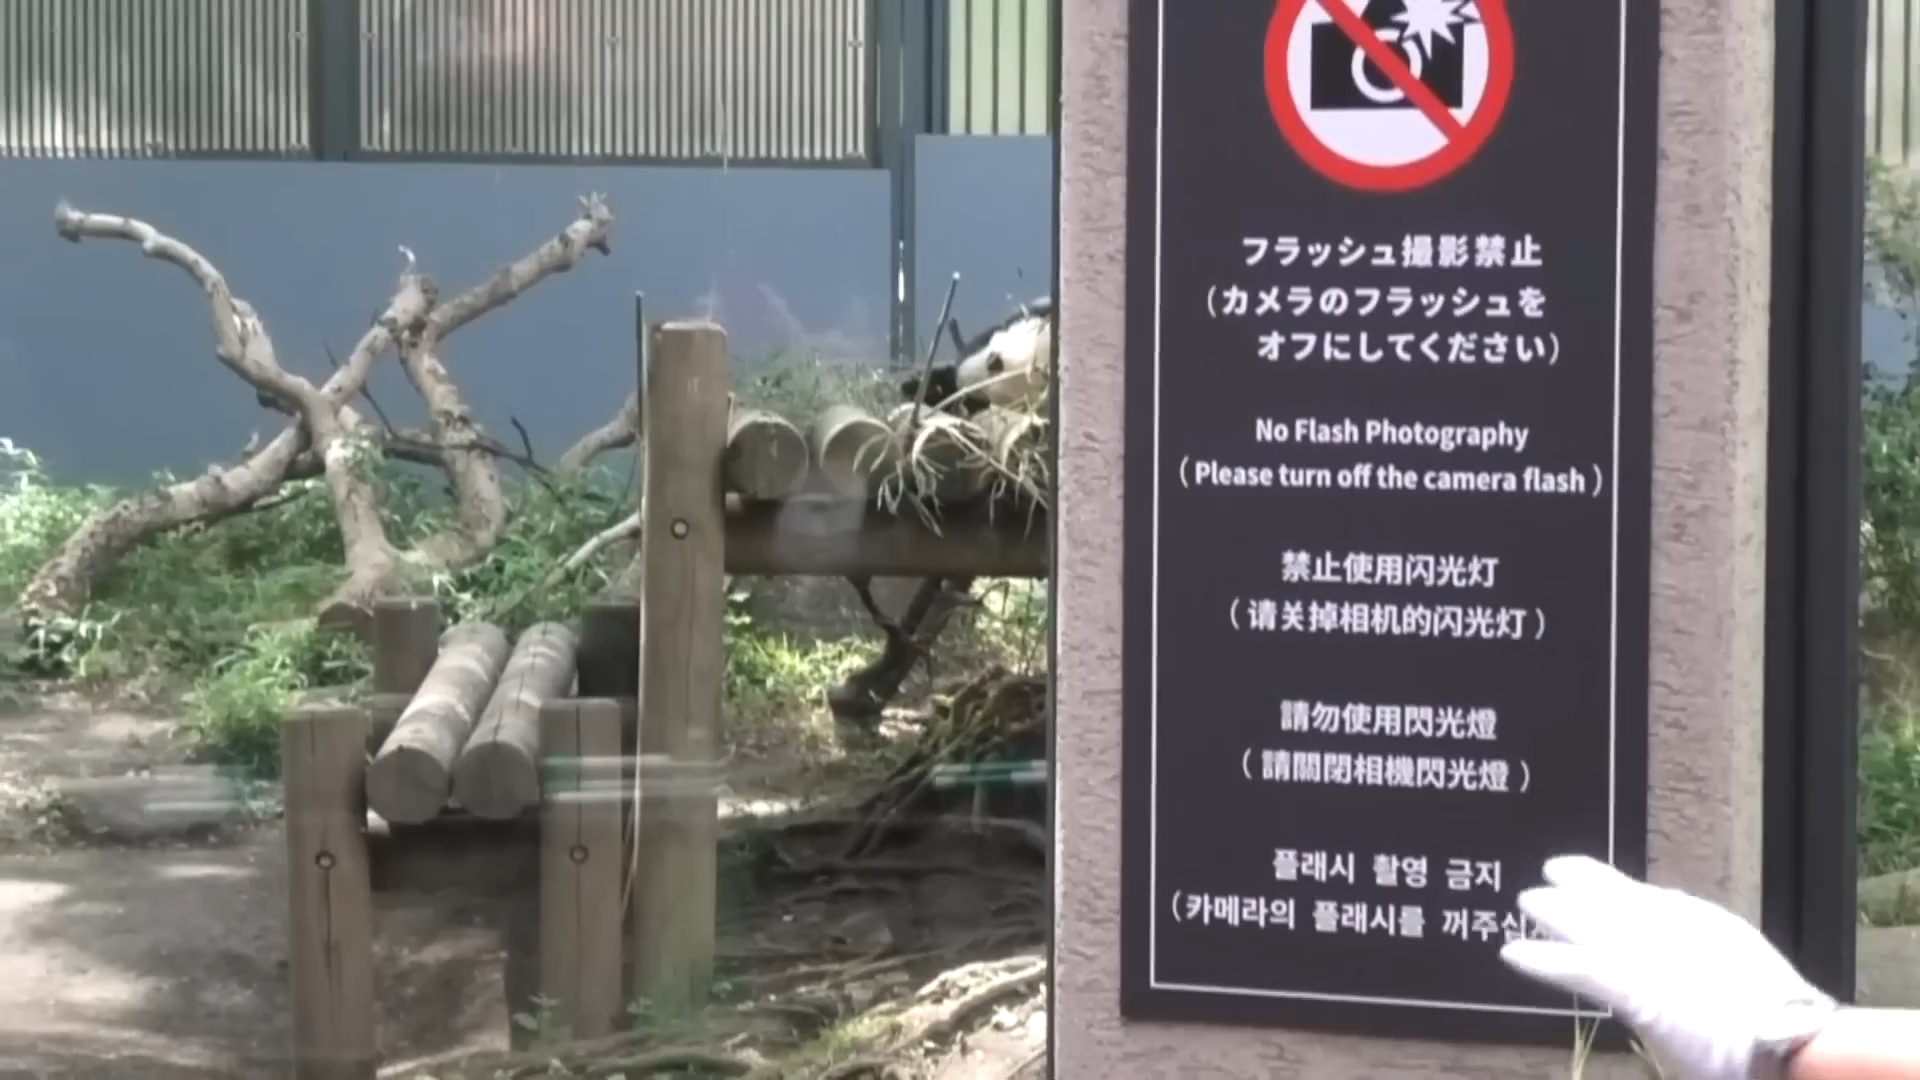 フラッシュ撮影禁止
（カメラのフラッシュを
オフにしてください）
No Flash Photography
( Please turn off the camera flash )
禁止使用闪光灯
（请关掉相机的闪光灯）
請勿使用閃光燈
（請關閉相機閃光燈）
플래시 촬영 금지
(카메라의 플래시를